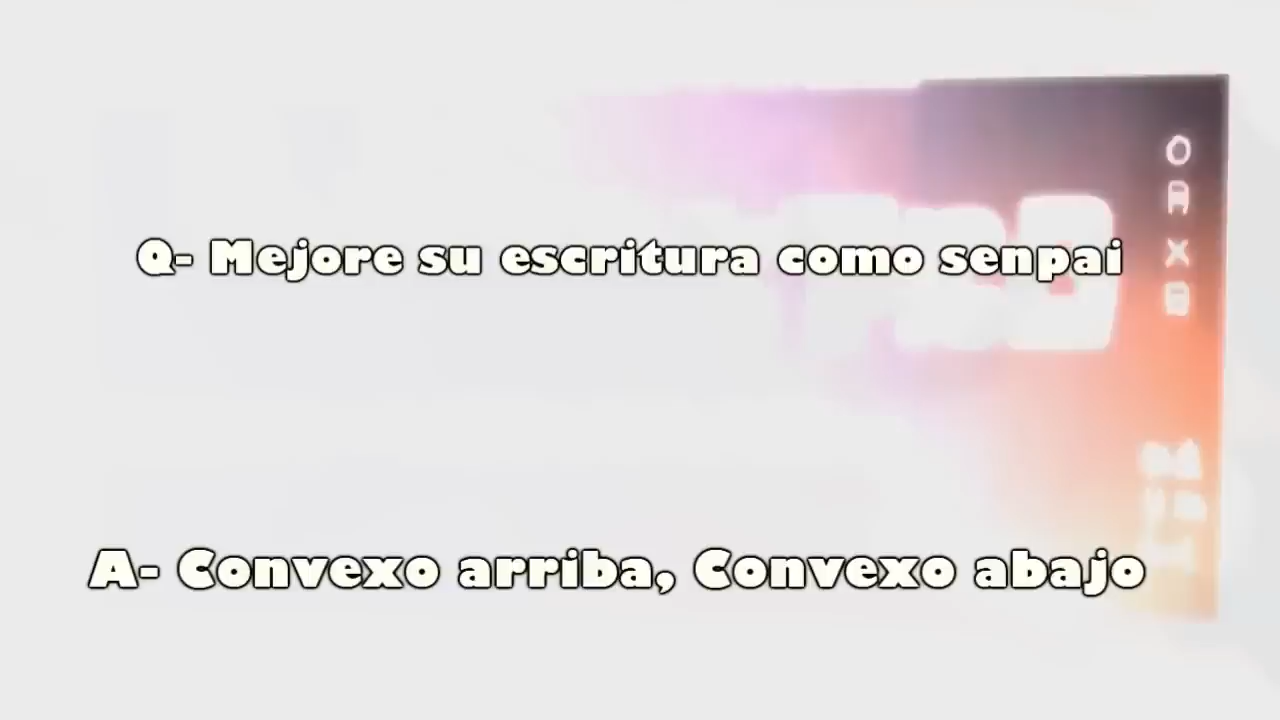 Q- Mejore su escritura como senpai
A- Convexo arriba, Convexo abajo
O
A
X